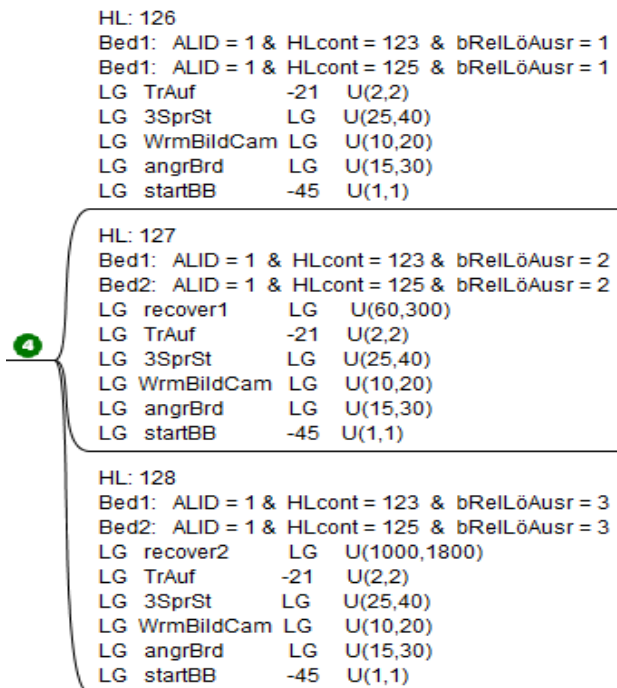 HL: 126
Bed1: ALID = 1 & HLcont = 123 & bRelLöAusr = 1
Bed1: ALID = 1 & HLcont = 125 & bRelLöAusr = 1
LG TrAuf -21 U(2,2)
LG 3SprSt LG U(25,40)
LG WrmBildCam LG U(10,20)
LG angrBrd LG U(15,30)
LG startBB -45 U(1,1)
HL: 127
Bed1: ALID = 1 & HLcont = 123 & bRelLöAusr = 2
Bed2: ALID = 1 & HLcont = 125 & bRelLöAusr = 2
LG recover1 LG U(60,300)
LG TrAuf -21 U(2,2)
4
LG 3SprSt LG U(25,40)
LG WrmBildCam LG U(10,20)
LG angrBrd LG U(15,30)
LG startBB -45 U(1,1)
HL: 128
Bed1: ALID = 1 & HLcont = 123 & bRelLöAusr = 3
Bed2: ALID = 1 & HLcont = 125 & bRelLöAusr = 3
LG recover2 LG U(1000,1800)
LG TrAuf -21 U(2,2)
LG 3SprSt LG U(25,40)
LG WrmBildCam LG U(10,20)
LG angrBrd LG U(15,30)
LG startBB -45 U(1,1)